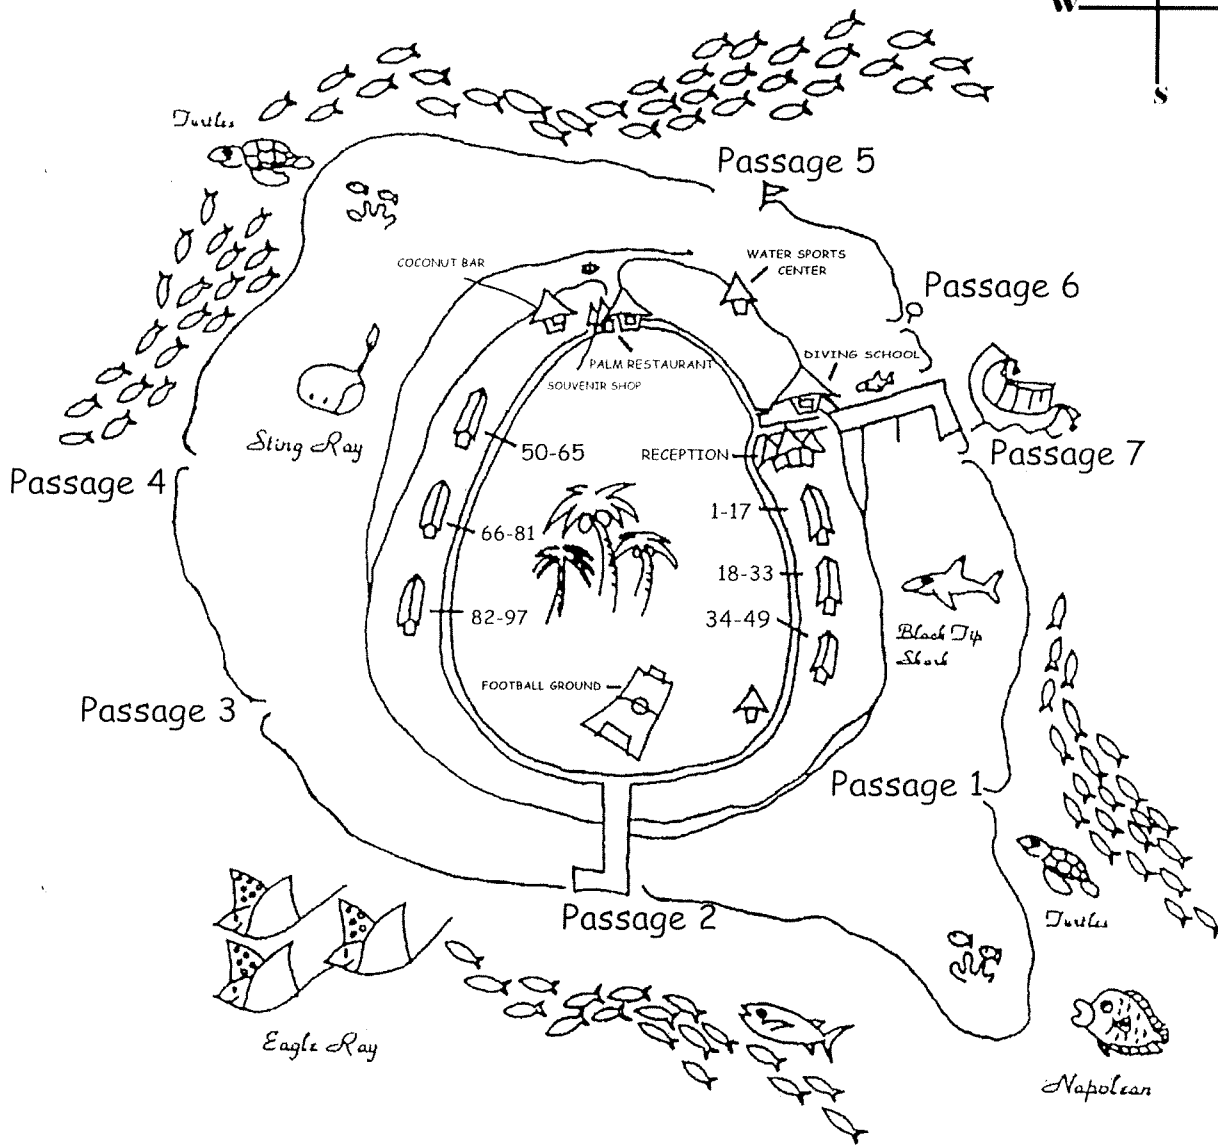 W
S
Turtles
Passage 5
COCONUT BAR
WATER SPORTS
CENTER
Passage 6
DIVING SCHOOL
PALM RESTAURANT
SOUVENIR SHOP
Sting Ray
50-65
RECEPTION
Passage 7
Passage 4
1-17
66-81
18-33
82-97
34-49
Black Tip
Shark
FOOTBALL GROUND
Passage 3
Passage 1
Passage 2
Turtles
Eagle Ray
Napolean